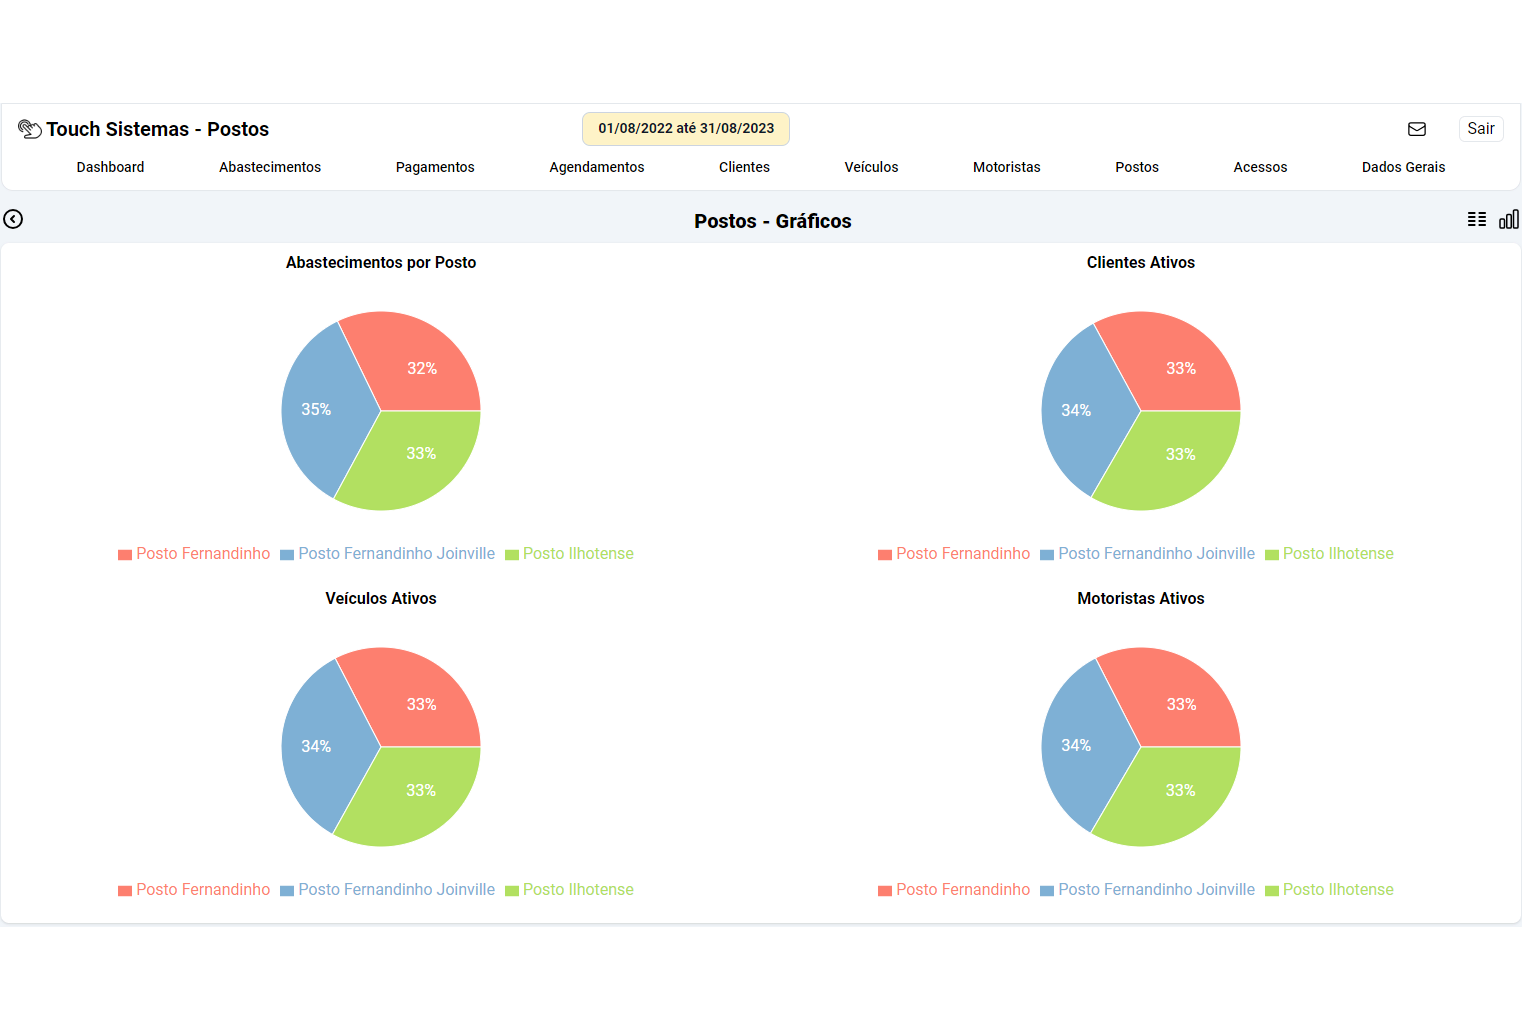 Touch Sistemas - Postos
01/08/2022 até 31/08/2023
Sair
Dashboard Abastecimentos Pagamentos Agendamentos Clientes Veículos Motoristas Postos Acessos Dados Gerais
Postos - Gráficos
Abastecimentos por Posto
32%
35%
33%
Posto Fernandinho Posto Fernandinho Joinville Posto Ilhotense
Clientes Ativos
33%
34%
33%
Posto Fernandinho Posto Fernandinho Joinville Posto Ilhotense
Veículos Ativos
33%
34%
33%
Posto Fernandinho Posto Fernandinho Joinville Posto Ilhotense
Motoristas Ativos
33%
34%
33%
Posto Fernandinho Posto Fernandinho Joinville Posto Ilhotense